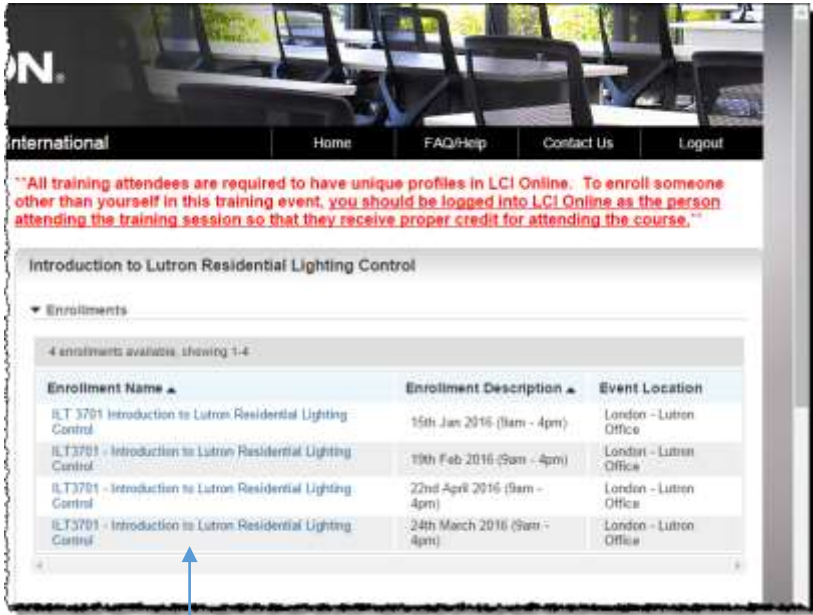 ON.
nternational Home FAQ/Help Contact Us Logout
**All training attendees are required to have unique profiles in LCI Online. To enroll someone
other than yourself in this training event, you should be logged into LCI Online as the person
attending the training session so that they receive proper credit for attending the course.**
Introduction to Lutron Residential Lighting Control
Enrollments
4 enrollments available, showing 1-4
Enrollment Name Enrollment Description Event Location
ILT 3701 Introduction to Lutron Residential Lighting
Control
15th Jan 2016 (9am - 4pm)
London - Lutron
Office
ILT3701 - Introduction to Lutron Residential Lighting
Control
19th Feb 2016 (9am - 4pm)
London - Lutron
Office
ILT3701 - Introduction to Lutron Residential Lighting
Control
22nd April 2016 (9am -
4pm)
London - Lutron
Office
ILT3701 - Introduction to Lutron Residential Lighting
Control
24th March 2016 (9am -
4pm)
London - Lutron
Office